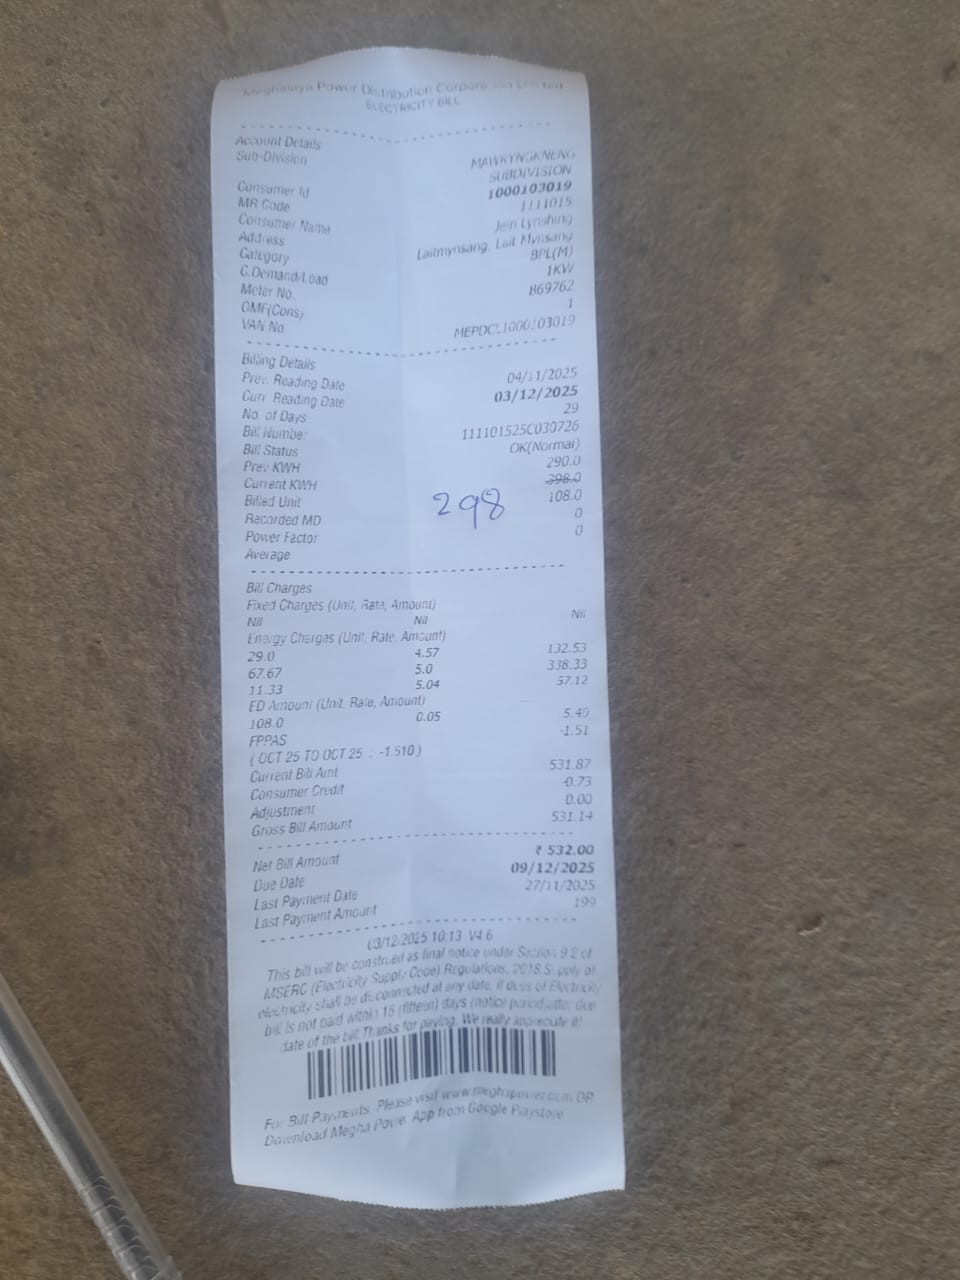 Meghalaya Power Distribution Corporation Limited
ELECTRICITY BILL
Account Details
Sub-Division MAWRYNGKNENG
SUBDIVISION
Consumer Id 1000103019
MR Code 1111015
Consumer Name Jein Lynshing
Address Laitmynsang, Lait Mynsang
Category BPL(M)
C.Demand/Load 1KW
Meter No. 869762
OMF(Cons) 1
VAN No MEPDCL1000103019
Billing Details
Prev. Reading Date 04/11/2025
Curr. Reading Date 03/12/2025
No. of Days 29
Bill Number 111101525C030726
Bill Status OK(Normal)
Prev KWH 290.0
Current KWH 398.0
298
Billed Unit 108.0
Recorded MD 0
Power Factor 0
Average
Bill Charges
Fixed Charges (Unit, Rate, Amount)
Nil Nil Nil
Energy Charges (Unit, Rate, Amount)
29.0 4.57 132.53
67.67 5.0 338.33
11.33 5.04 57.12
ED Amount (Unit, Rate, Amount)
108.0 0.05 5.40
FPPAS -1.51
( OCT 25 TO OCT 25 : -1.510 )
Current Bill Amt 531.87
Consumer Credit -0.73
Adjustment 0.00
Gross Bill Amount 531.14
Net Bill Amount ₹ 532.00
Due Date 09/12/2025
Last Payment Date 27/11/2025
Last Payment Amount 199
03/12/2025 10:13 V4.6
This bill will be construed as final notice under Section 9.2 of
MSERC (Electricity Supply Code) Regulations, 2018.Supply of
electricity shall be disconnected at any date, if dues of Electricity
bill is not paid within 15 (fifteen) days (notice period)after due
date of the bill.Thanks for paying. We really appreciate it!
For Bill Payments, Please visit www.meghapower.com OR
Download Megha Power App from Google Playstore